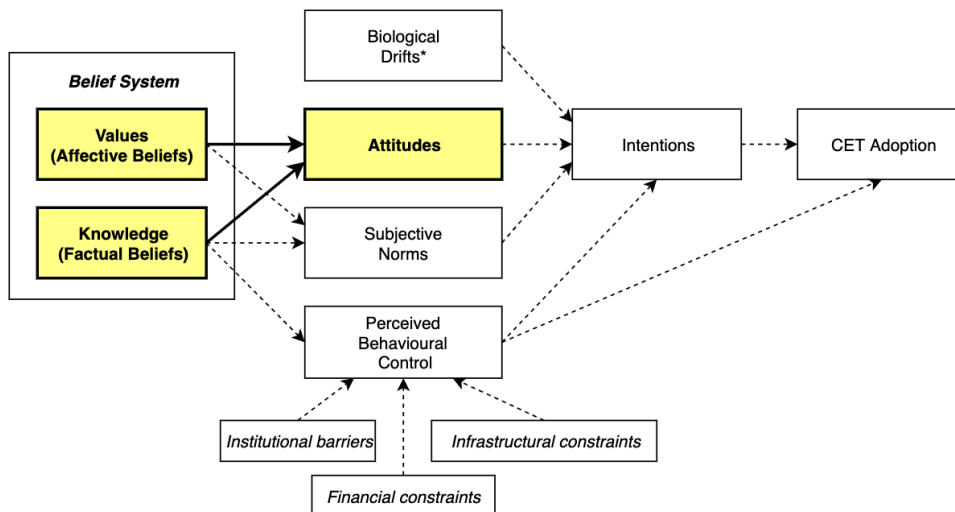 Biological
Drifts*
Belief System
Values
(Affective Beliefs)
Attitudes
Intentions
CET Adoption
Knowledge
(Factual Beliefs)
Subjective
Norms
Perceived
Behavioural
Control
Institutional barriers
Infrastructural constraints
Financial constraints